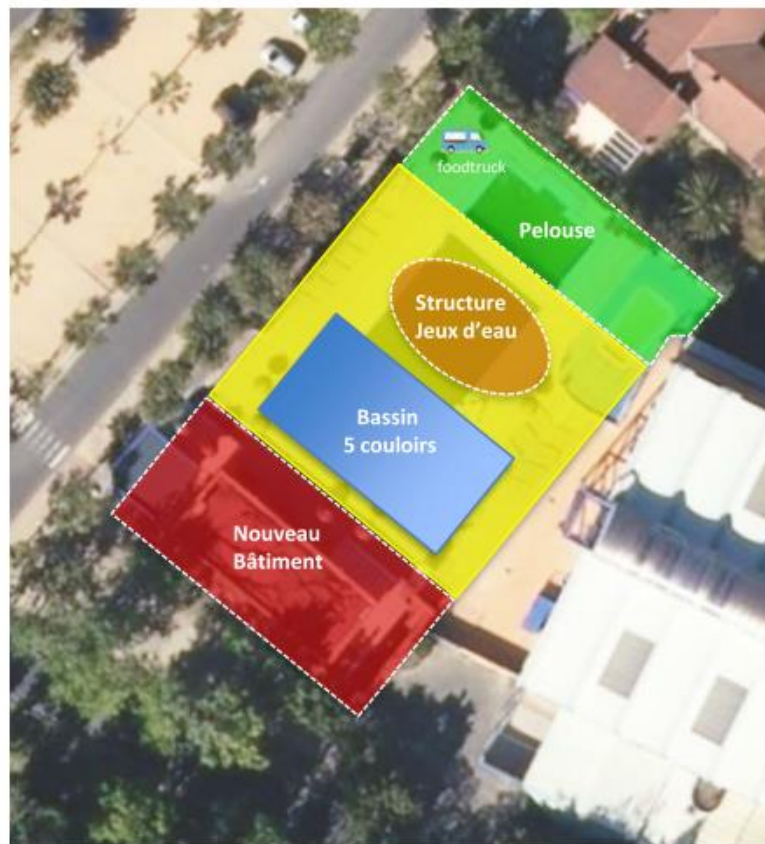 foodtruck
Pelouse
Structure
Jeux d'eau
Bassin
5 couloirs
Nouveau
Bâtiment